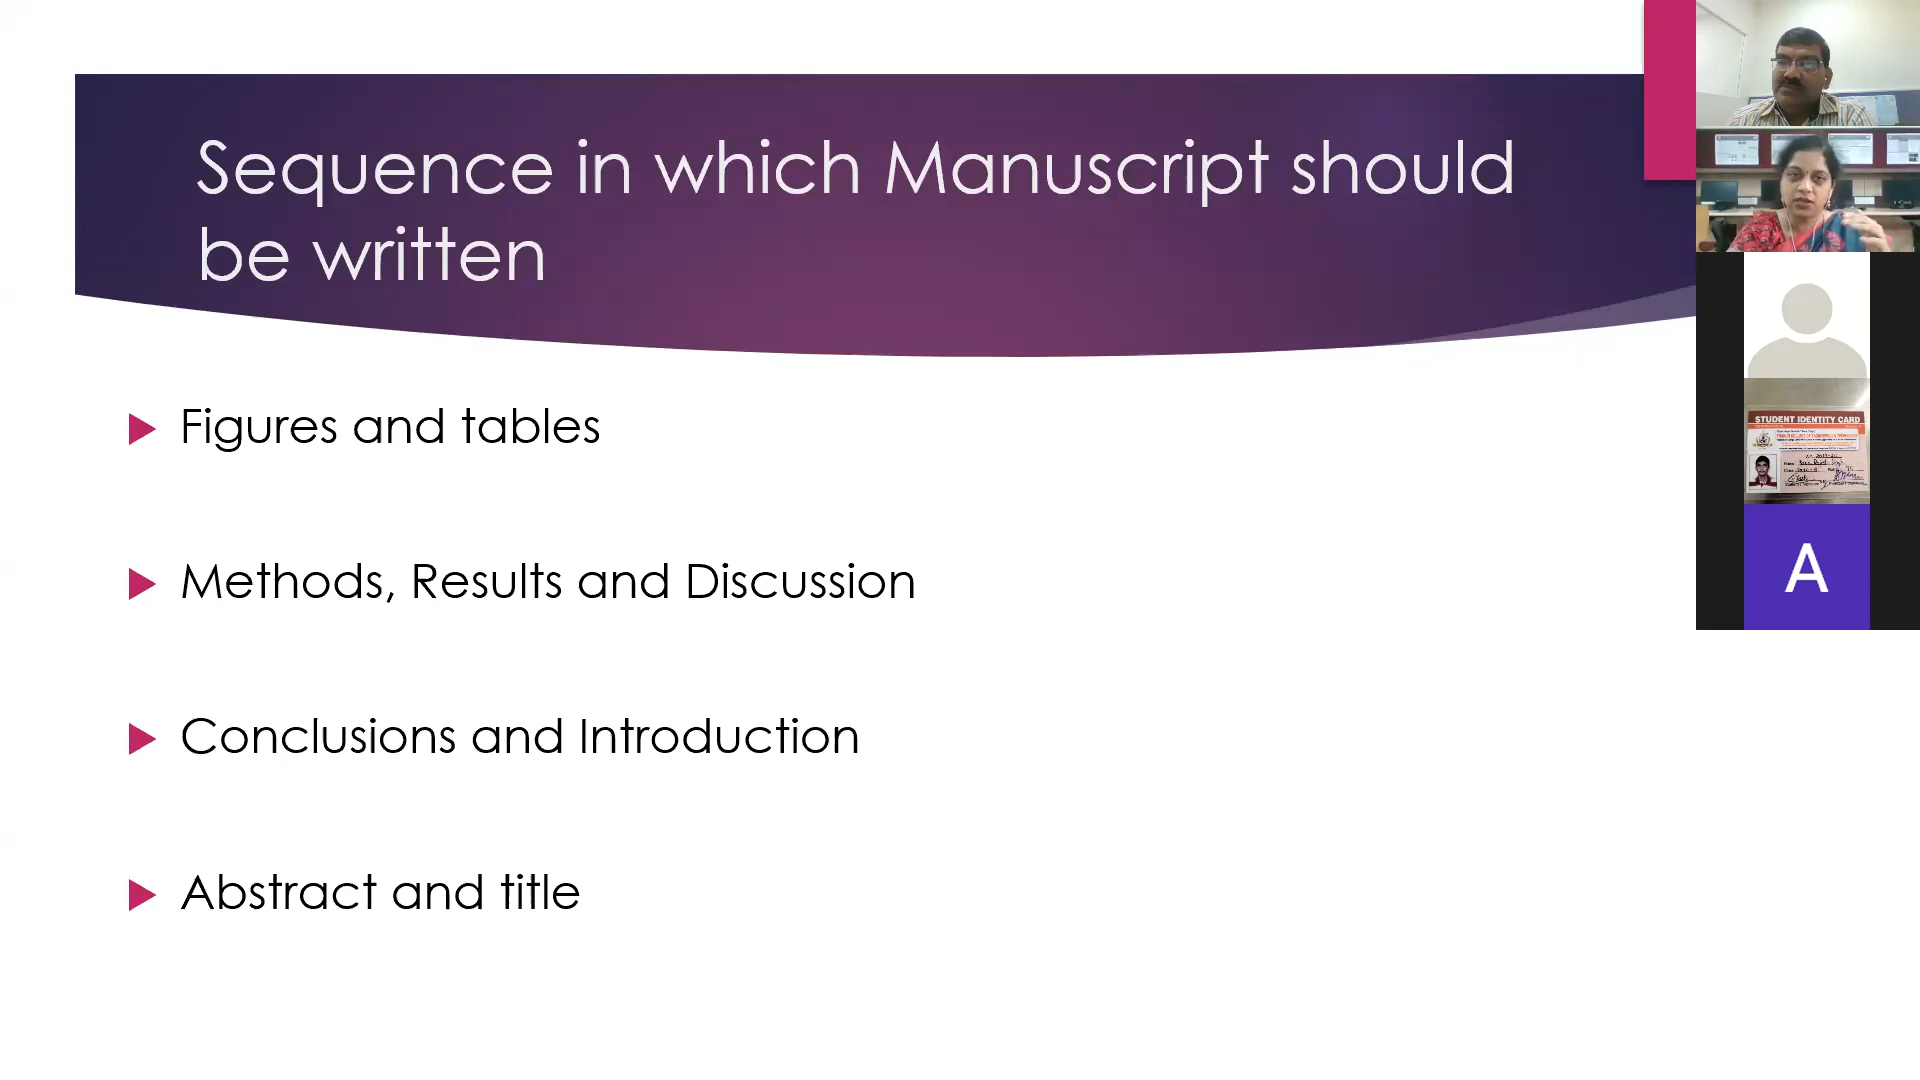 Sequence in which Manuscript should
be written
Figures and tables
Methods, Results and Discussion
Conclusions and Introduction
Abstract and title
STUDENT IDENTITY CARD
A